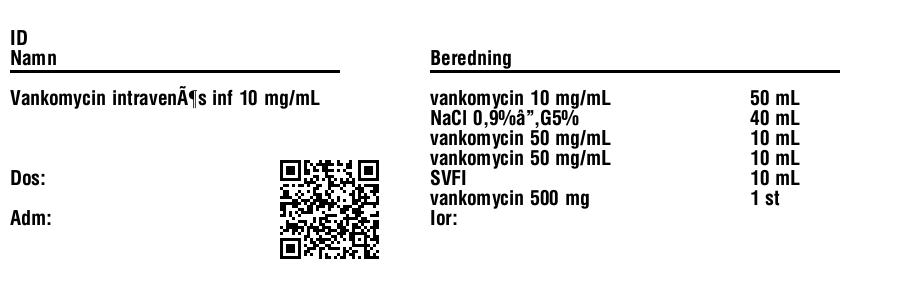 ID
Namn
Beredning
Vankomycin intravenÃ¶s inf 10 mg/mL
vankomycin 10 mg/mL 50 mL
NaCl 0,9%â”‚G5% 40 mL
vankomycin 50 mg/mL 10 mL
vankomycin 50 mg/mL 10 mL
Dos:
SVFI 10 mL
vankomycin 500 mg 1 st
Adm:
Ior: